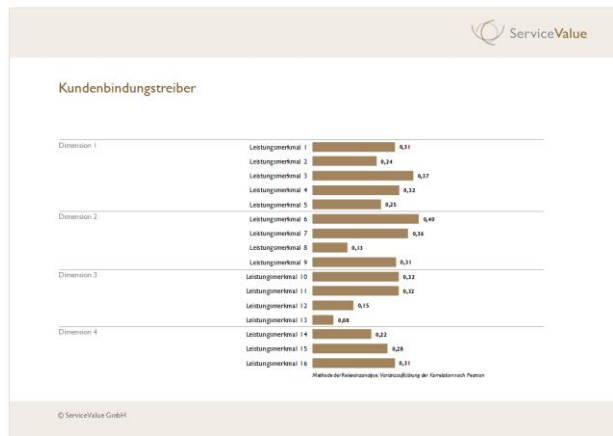 ServiceValue
Kundenbindungstreiber
Dimension 1
Leistungsmerkmal 1 0,31
Leistungsmerkmal 2 0,24
Leistungsmerkmal 3 0,37
Leistungsmerkmal 4 0,32
Leistungsmerkmal 5 0,25
Dimension 2
Leistungsmerkmal 6 0,40
Leistungsmerkmal 7 0,36
Leistungsmerkmal 8 0,13
Leistungsmerkmal 9 0,31
Dimension 3
Leistungsmerkmal 10 0,32
Leistungsmerkmal 11 0,32
Leistungsmerkmal 12 0,15
Leistungsmerkmal 13 0,08
Dimension 4
Leistungsmerkmal 14 0,22
Leistungsmerkmal 15 0,28
Leistungsmerkmal 16 0,31
Methode der Relevanzanalyse: Varianzaufklärung der Korrelation nach Pearson
© ServiceValue GmbH